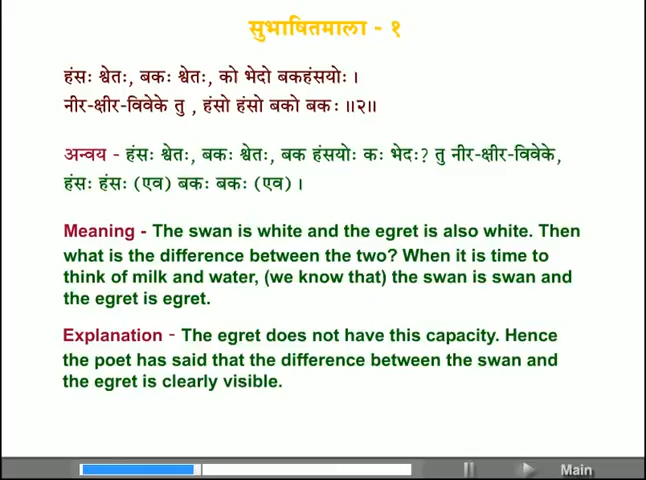 सुभाषितमाला - १
हंसः श्वेतः, बकः श्वेतः, को भेदो बकहंसयोः ।
नीर-क्षीर-विवेके तु , हंसो हंसो बको बकः ॥२॥
अन्वय - हंसः श्वेतः, बकः श्वेतः, बक हंसयोः कः भेदः? तु नीर-क्षीर-विवेके,
हंसः हंसः (एव) बकः बकः (एव) ।
Meaning - The swan is white and the egret is also white. Then
what is the difference between the two? When it is time to
think of milk and water, (we know that) the swan is swan and
the egret is egret.
Explanation - The egret does not have this capacity. Hence
the poet has said that the difference between the swan and
the egret is clearly visible.
Main